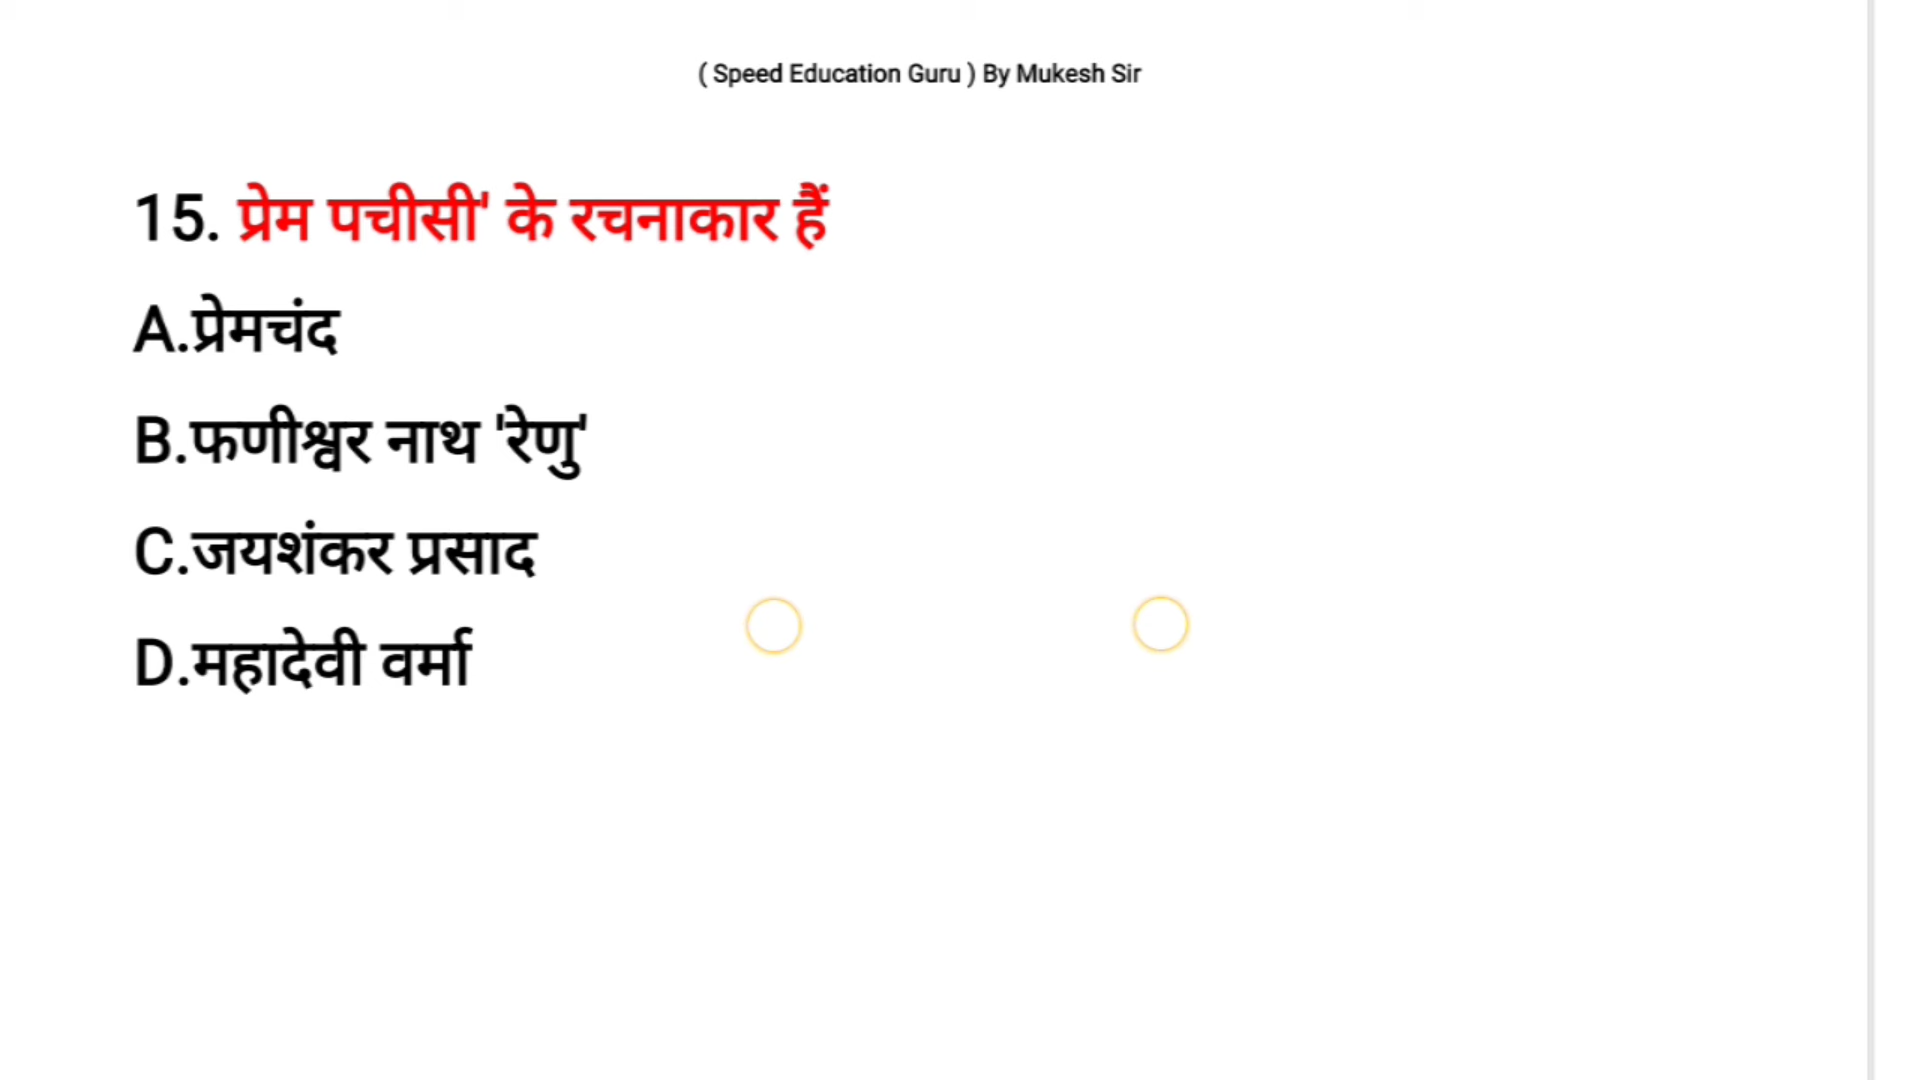 ( Speed Education Guru ) By Mukesh Sir
15. प्रेम पचीसी' के रचनाकार हैं
A.प्रेमचंद
B.फणीश्वर नाथ 'रेणु'
C.जयशंकर प्रसाद
D.महादेवी वर्मा